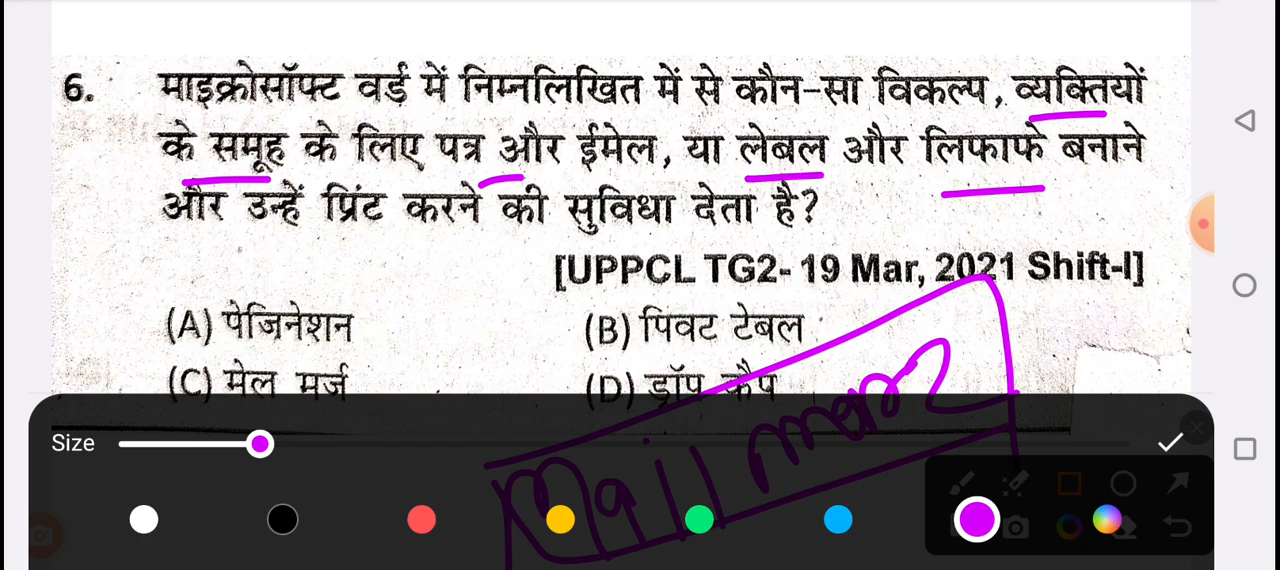 6. माइक्रोसॉफ्ट वर्ड में निम्नलिखित में से कौन-सा विकल्प, व्यक्तियों
के समूह के लिए पत्र और ईमेल, या लेबल और लिफाफे बनाने
और उन्हें प्रिंट करने की सुविधा देता है?
[UPPCL TG2- 19 Mar, 2021 Shift-I]
(A) पेजिनेशन (B) पिवट टेबल
(C) मेल मर्ज (D) ड्रॉप कैप
Size
Mail